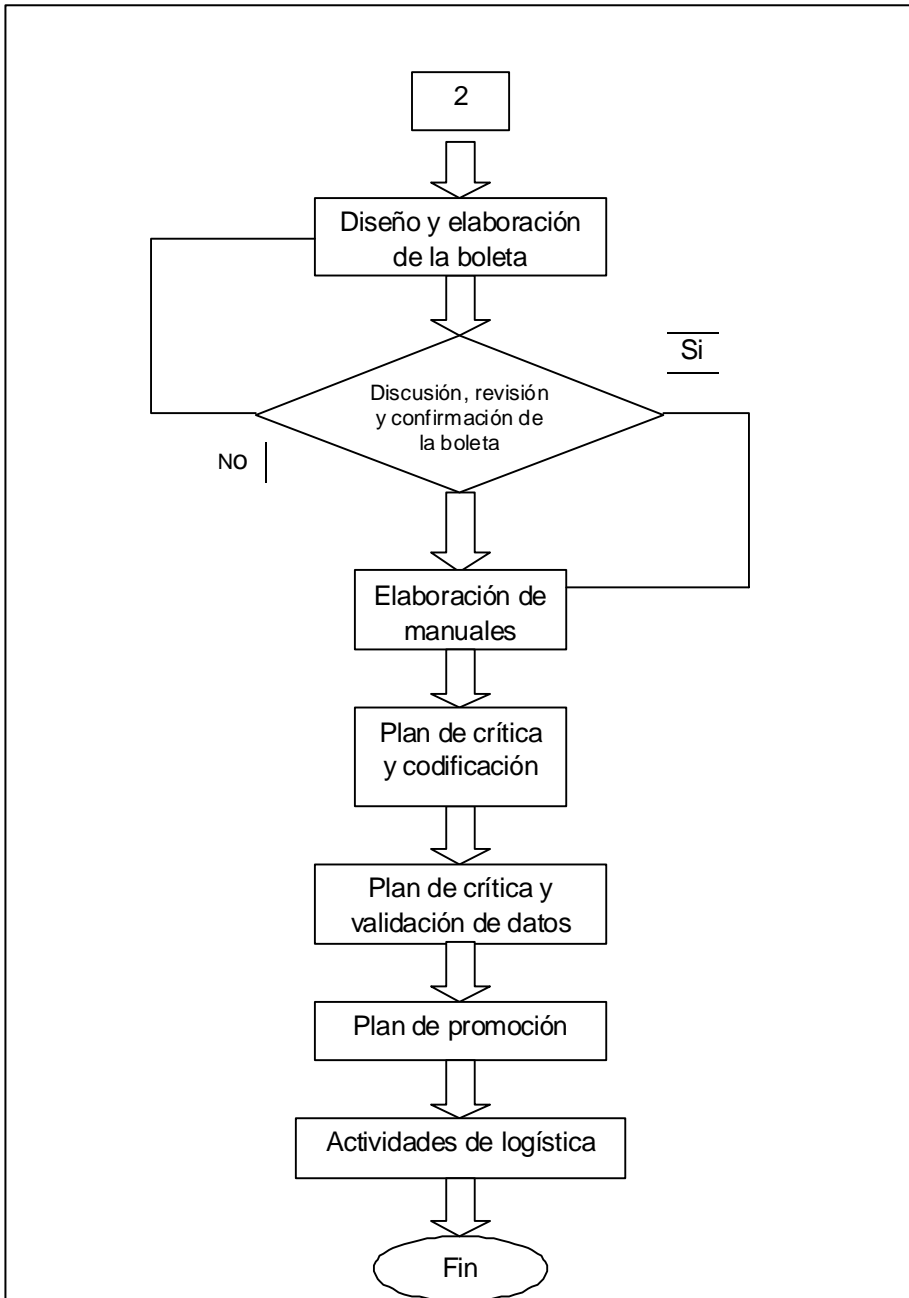 2
Diseño y elaboración
de la boleta
Si
Discusión, revisión
y confirmación de
la boleta
NO
Elaboración de
manuales
Plan de crítica
y codificación
Plan de crítica y
validación de datos
Plan de promoción
Actividades de logística
Fin